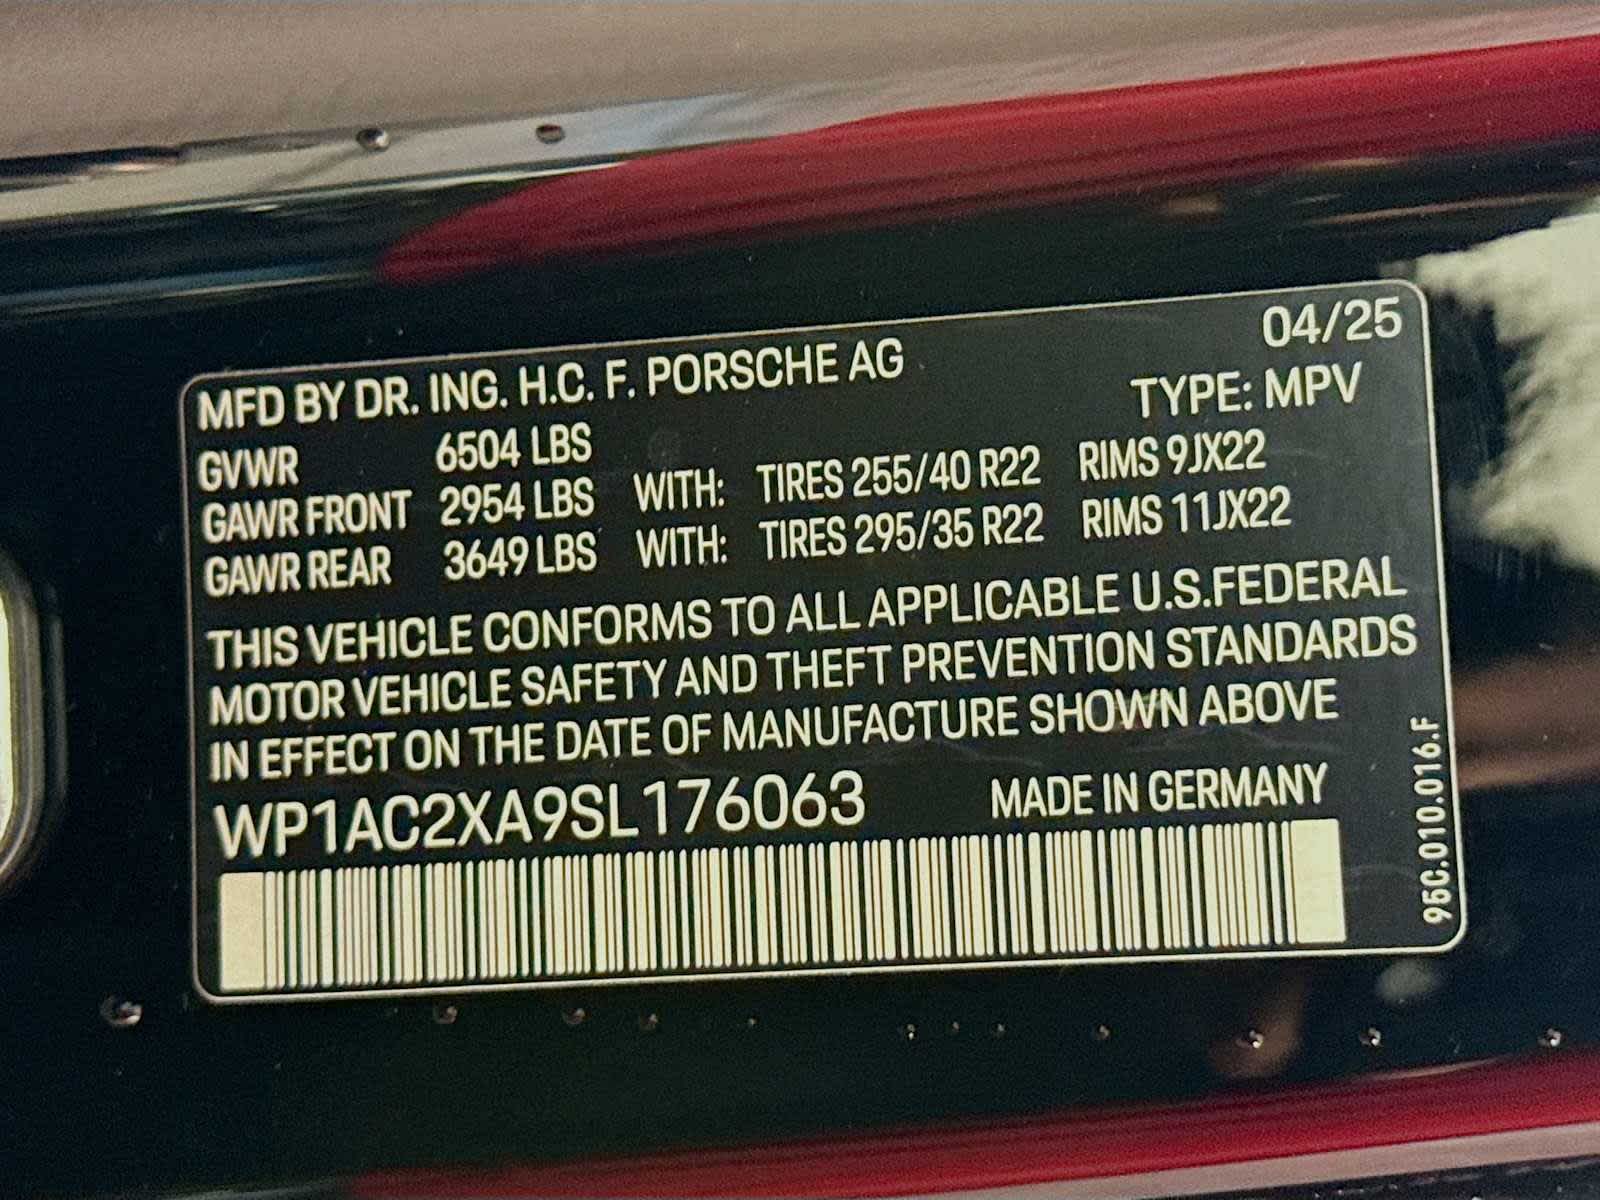 04/25
MFD BY DR. ING. H.C. F. PORSCHE AG
TYPE: MPV
GVWR 6504 LBS
GAWR FRONT 2954 LBS WITH: TIRES 255/40 R22 RIMS 9JX22
GAWR REAR 3649 LBS WITH: TIRES 295/35 R22 RIMS 11JX22
THIS VEHICLE CONFORMS TO ALL APPLICABLE U.S.FEDERAL
MOTOR VEHICLE SAFETY AND THEFT PREVENTION STANDARDS
IN EFFECT ON THE DATE OF MANUFACTURE SHOWN ABOVE
WP1AC2XA9SL176063 MADE IN GERMANY
95C.010.016.F